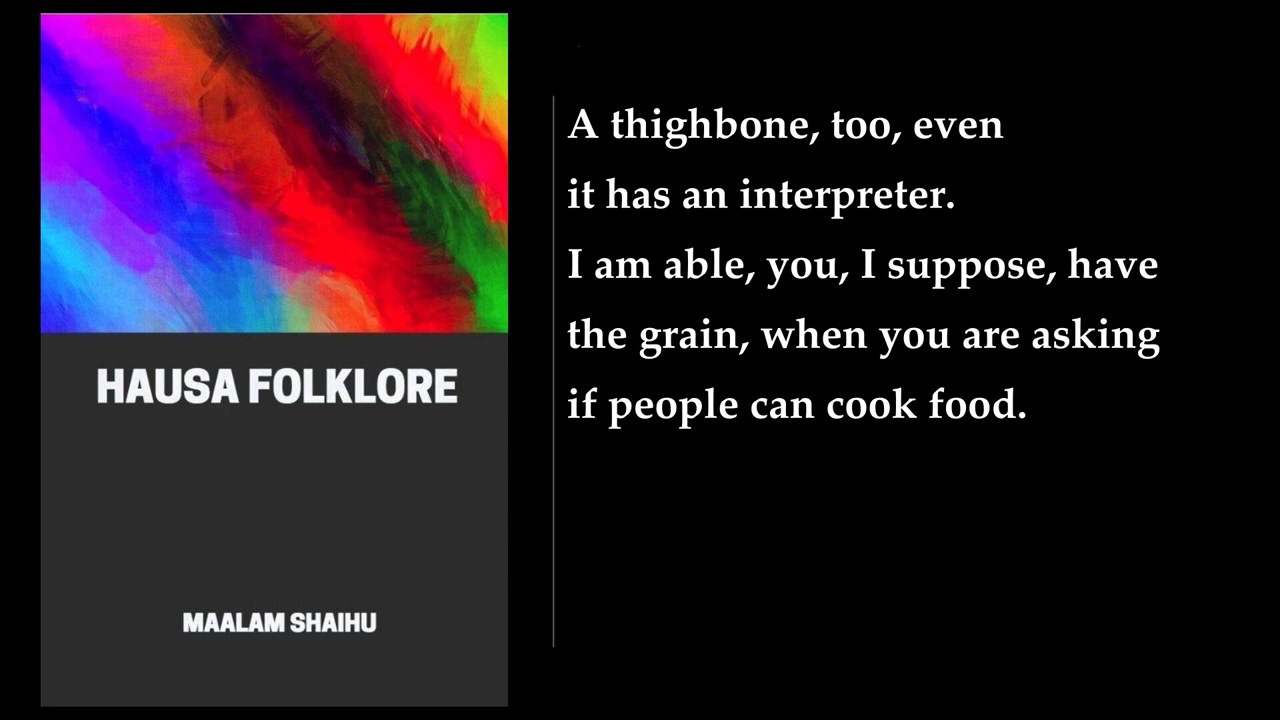 HAUSA FOLKLORE
MAALAM SHAIHU
A thighbone, too, even
it has an interpreter.
I am able, you, I suppose, have
the grain, when you are asking
if people can cook food.